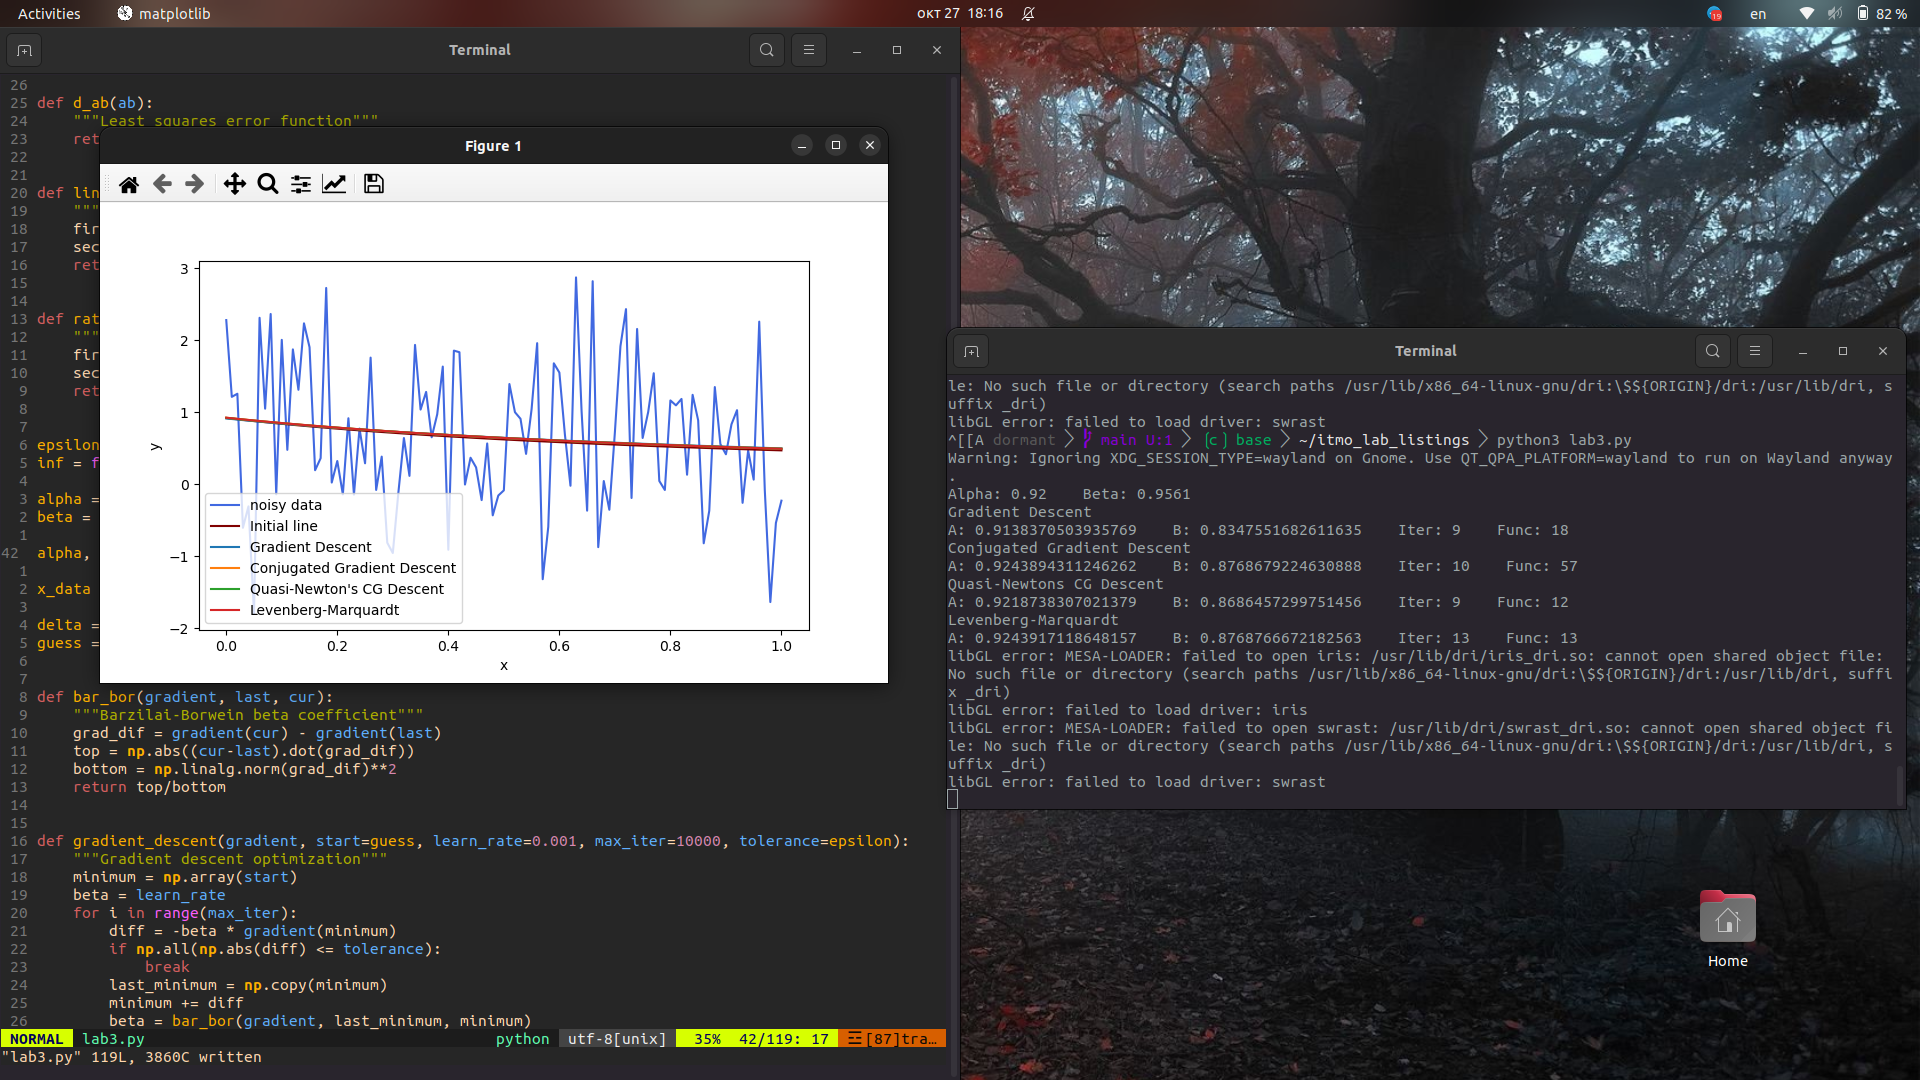 Activities
matplotlib
окт 27 18:16
19
en
82 %
Terminal
26
25 def d_ab(ab):
24 """Least squares error function"""
23 ret
22
21
20 def lin
19 """
18 fir
17 sec
16 ret
15
14
13 def rat
12 """
11 fir
10 sec
9 ret
8
7
6 epsilon
5 inf = f
4
3 alpha =
2 beta =
1
42 alpha,
1
2 x_data
3
4 delta =
5 guess =
6
7
8 def bar_bor(gradient, last, cur):
9 """Barzilai-Borwein beta coefficient"""
10 grad_dif = gradient(cur) - gradient(last)
11 top = np.abs((cur-last).dot(grad_dif))
12 bottom = np.linalg.norm(grad_dif)**2
13 return top/bottom
14
15
16 def gradient_descent(gradient, start=guess, learn_rate=0.001, max_iter=10000, tolerance=epsilon):
17 """Gradient descent optimization"""
18 minimum = np.array(start)
19 beta = learn_rate
20 for i in range(max_iter):
21 diff = -beta * gradient(minimum)
22 if np.all(np.abs(diff) <= tolerance):
23 break
24 last_minimum = np.copy(minimum)
25 minimum += diff
26 beta = bar_bor(gradient, last_minimum, minimum)
NORMAL lab3.py python utf-8[unix] 35% 42/119: 17 ☲[87]tra…
"lab3.py" 119L, 3860C written
Figure 1
3
2
1
0
−1
−2
y
0.0 0.2 0.4 0.6 0.8 1.0
x
noisy data
Initial line
Gradient Descent
Conjugated Gradient Descent
Quasi-Newton's CG Descent
Levenberg-Marquardt
Terminal
le: No such file or directory (search paths /usr/lib/x86_64-linux-gnu/dri:\$${ORIGIN}/dri:/usr/lib/dri, s
uffix _dri)
libGL error: failed to load driver: swrast
^[[A dormant main U:1 (c) base ~/itmo_lab_listings python3 lab3.py
Warning: Ignoring XDG_SESSION_TYPE=wayland on Gnome. Use QT_QPA_PLATFORM=wayland to run on Wayland anyway
.
Alpha: 0.92 Beta: 0.9561
Gradient Descent
A: 0.9138370503935769 B: 0.8347551682611635 Iter: 9 Func: 18
Conjugated Gradient Descent
A: 0.9243894311246262 B: 0.8768679224630888 Iter: 10 Func: 57
Quasi-Newtons CG Descent
A: 0.9218738307021379 B: 0.8686457299751456 Iter: 9 Func: 12
Levenberg-Marquardt
A: 0.9243917118648157 B: 0.8768766672182563 Iter: 13 Func: 13
libGL error: MESA-LOADER: failed to open iris: /usr/lib/dri/iris_dri.so: cannot open shared object file:
No such file or directory (search paths /usr/lib/x86_64-linux-gnu/dri:\$${ORIGIN}/dri:/usr/lib/dri, suffi
x _dri)
libGL error: failed to load driver: iris
libGL error: MESA-LOADER: failed to open swrast: /usr/lib/dri/swrast_dri.so: cannot open shared object fi
le: No such file or directory (search paths /usr/lib/x86_64-linux-gnu/dri:\$${ORIGIN}/dri:/usr/lib/dri, s
uffix _dri)
libGL error: failed to load driver: swrast
Home